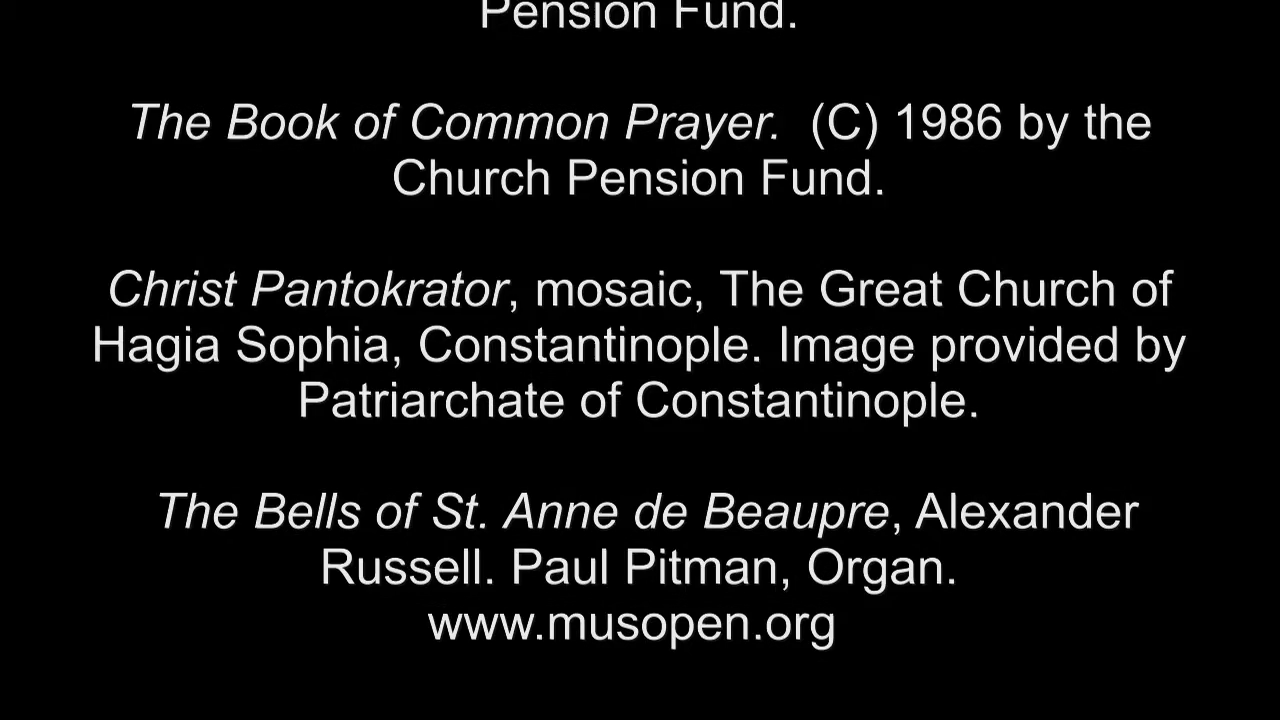 Pension Fund.
The Book of Common Prayer.  (C) 1986 by the
Church Pension Fund.
Christ Pantokrator, mosaic, The Great Church of
Hagia Sophia, Constantinople. Image provided by
Patriarchate of Constantinople.
The Bells of St. Anne de Beaupre, Alexander
Russell. Paul Pitman, Organ.
www.musopen.org